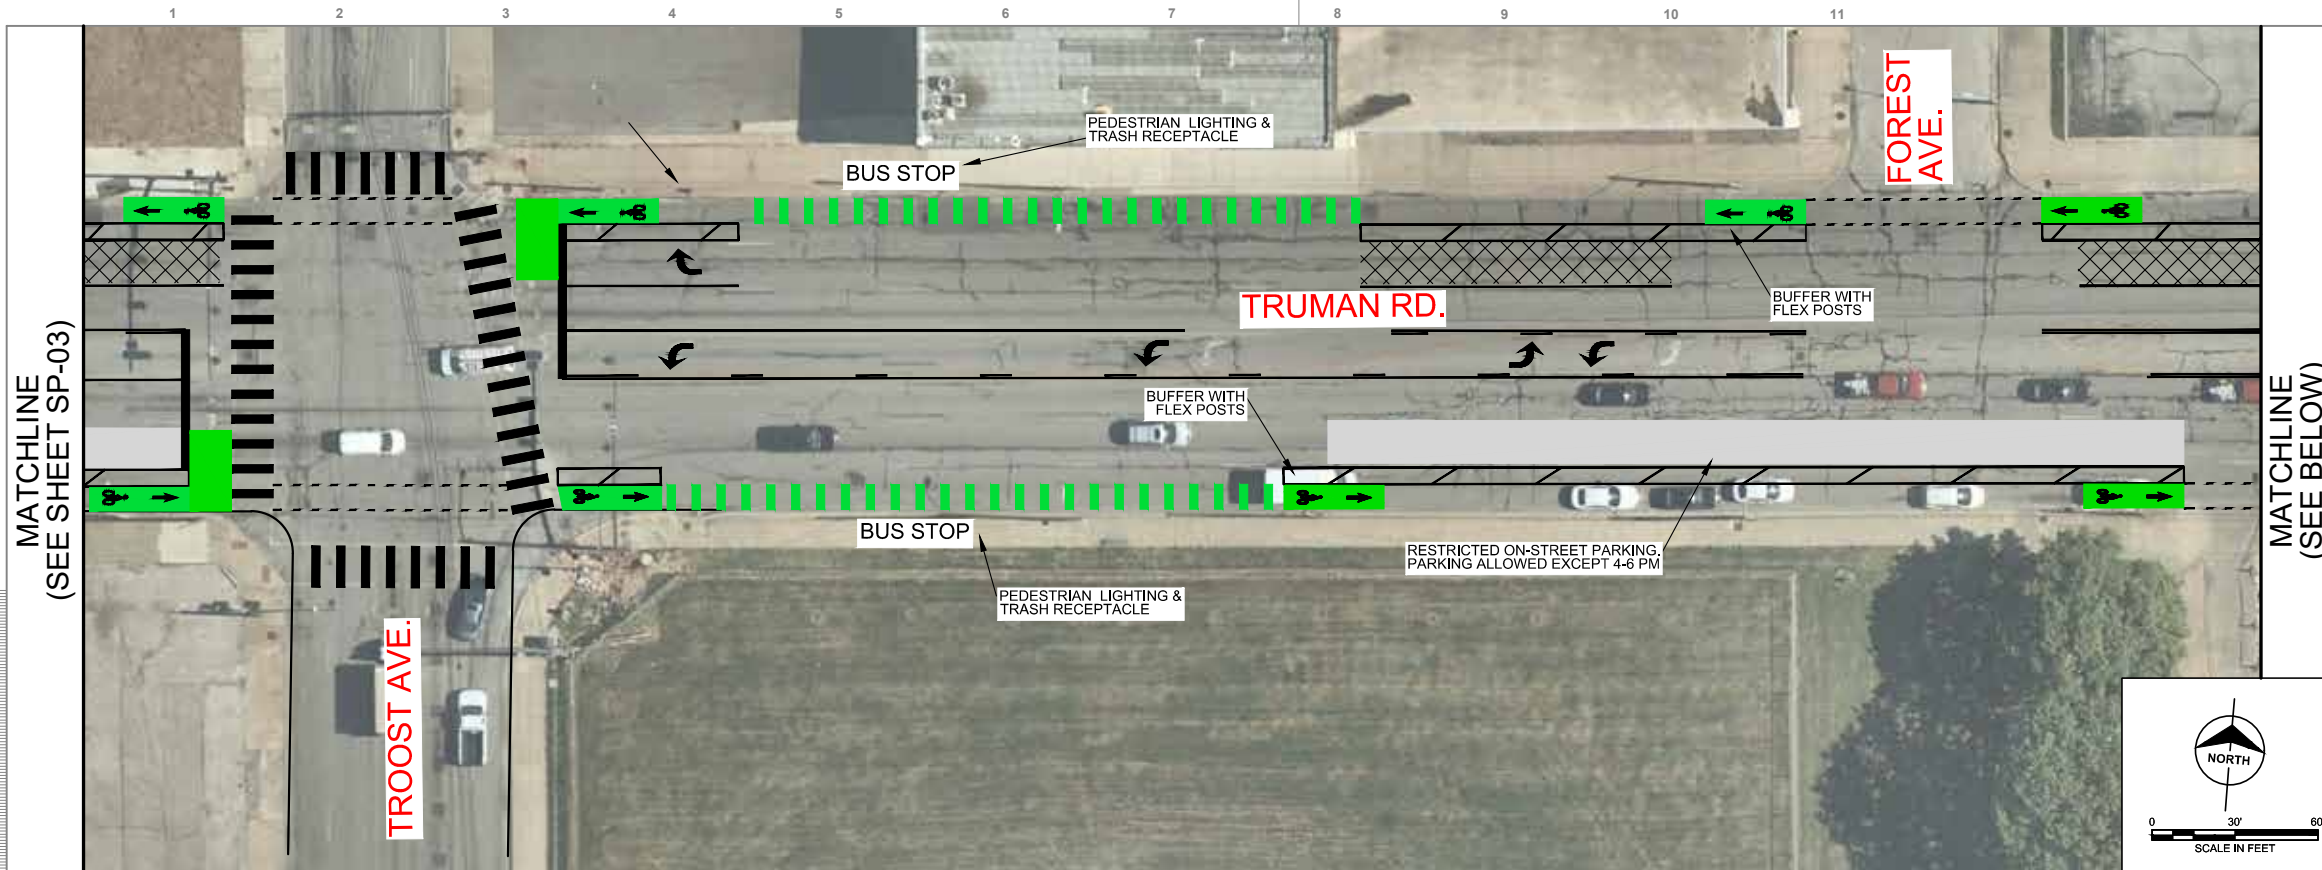 1 2 3 4 5 6 7 8 9 10 11
MATCHLINE
(SEE SHEET SP-03)
PEDESTRIAN LIGHTING &
TRASH RECEPTACLE
BUS STOP
FOREST
AVE.
TRUMAN RD.
BUFFER WITH
FLEX POSTS
BUFFER WITH
FLEX POSTS
BUS STOP
PEDESTRIAN LIGHTING &
TRASH RECEPTACLE
RESTRICTED ON-STREET PARKING.
PARKING ALLOWED EXCEPT 4-6 PM
TROOST AVE.
MATCHLINE
(SEE BELOW)
NORTH
0 30' 60
SCALE IN FEET